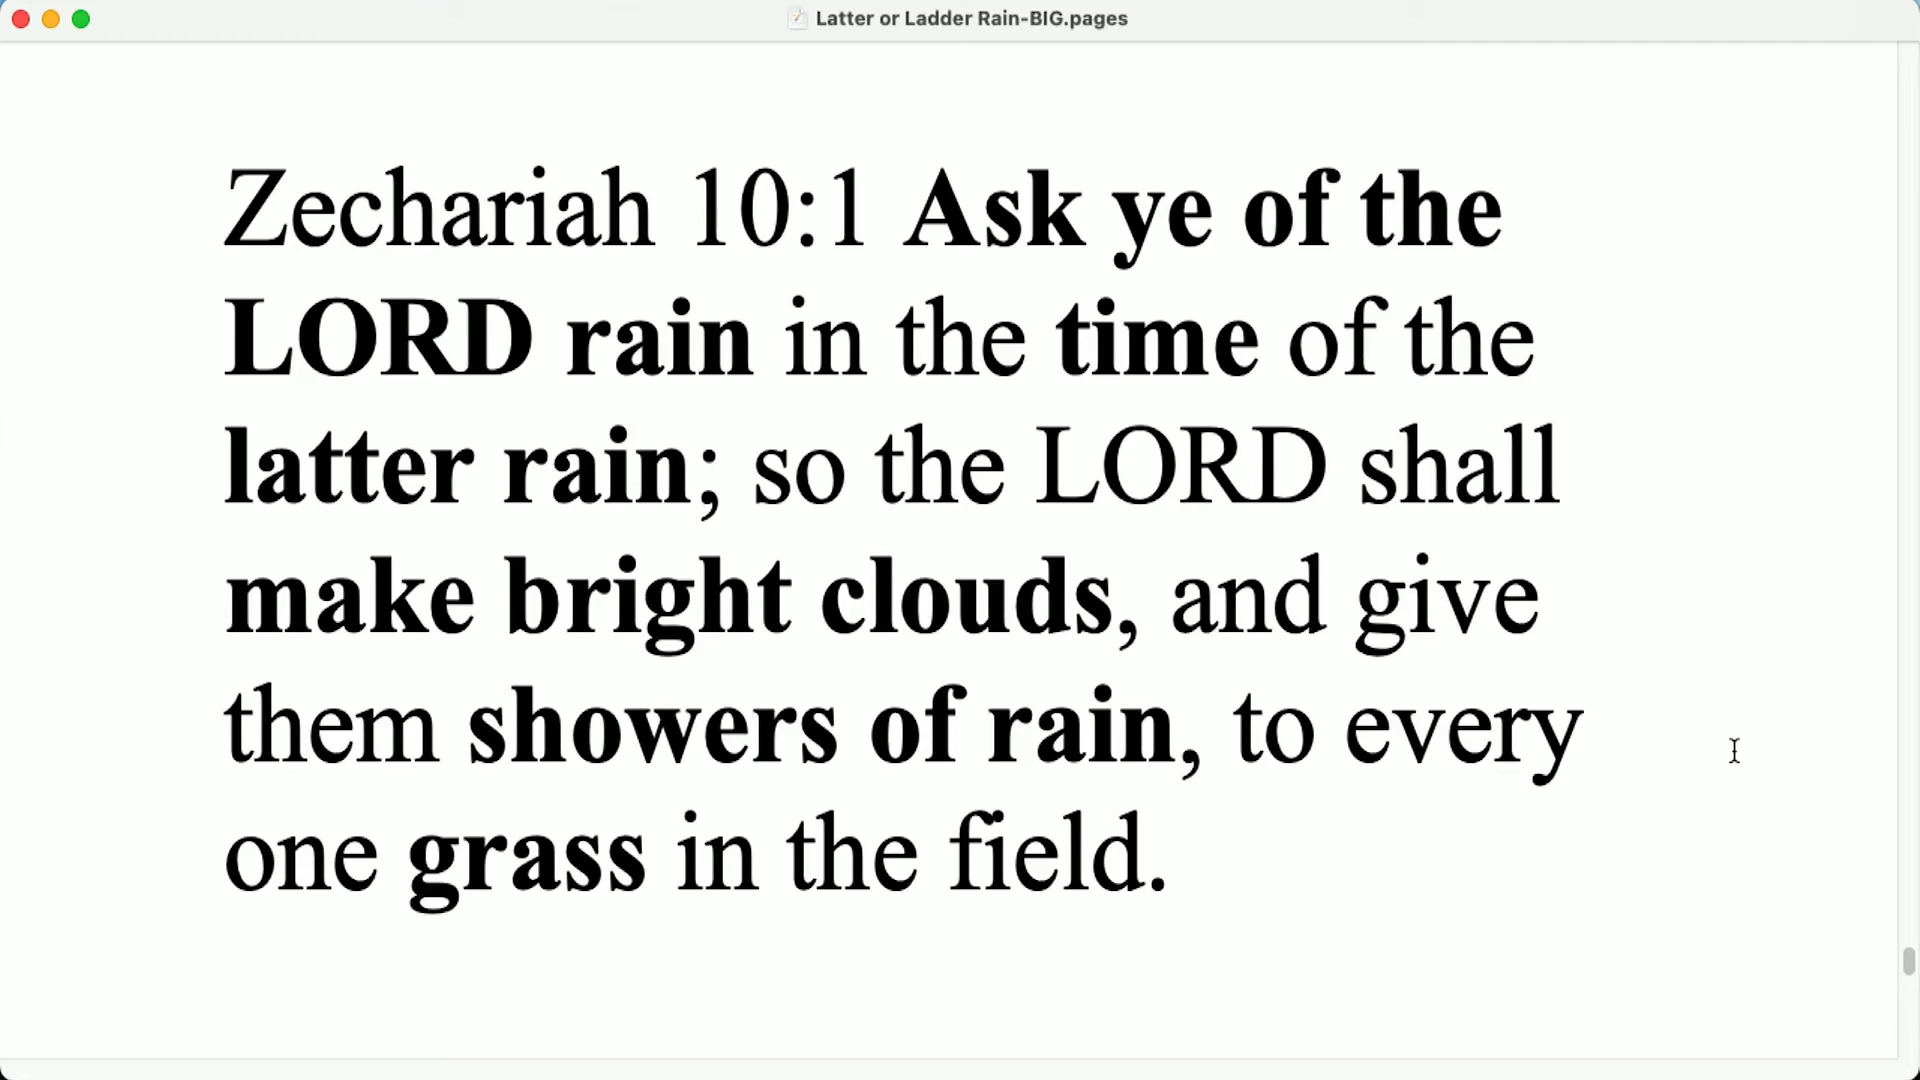 Latter or Ladder Rain-BIG.pages
Zechariah 10:1 Ask ye of the
LORD rain in the time of the
latter rain; so the LORD shall
make bright clouds, and give
them showers of rain, to every
one grass in the field.